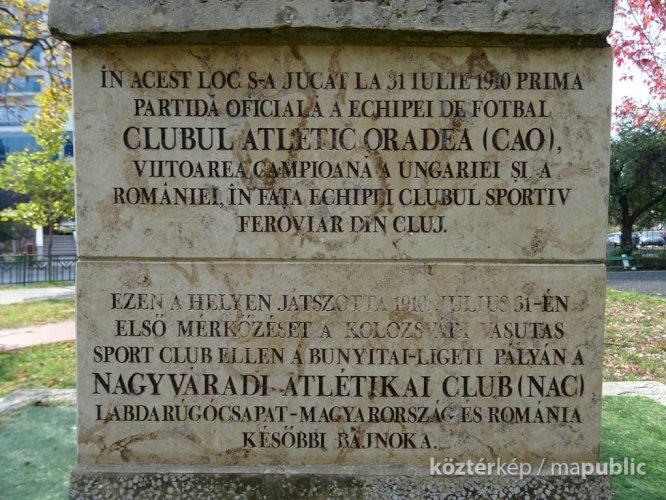 ÎN ACEST LOC S-A JUCAT LA 31 IULIE 1910 PRIMA
PARTIDĂ OFICIALĂ A ECHIPEI DE FOTBAL
CLUBUL ATLETIC ORADEA (CAO),
VIITOAREA CAMPIOANĂ A UNGARIEI ȘI A
ROMÂNIEI, ÎN FAȚA ECHIPEI CLUBUL SPORTIV
FEROVIAR DIN CLUJ.
EZEN A HELYEN JÁTSZOTTA 1910. JÚLIUS 31-ÉN
ELSŐ MÉRKŐZÉSÉT A KOLOZSVÁRI VASUTAS
SPORT CLUB ELLEN A BUNYITAI-LIGETI PÁLYÁN A
NAGYVÁRADI ATLÉTIKAI CLUB (NAC)
LABDARÚGÓCSAPAT-MAGYARORSZÁG ÉS ROMÁNIA
KÉSŐBBI BAJNOKA.
köztérkép / mapublic